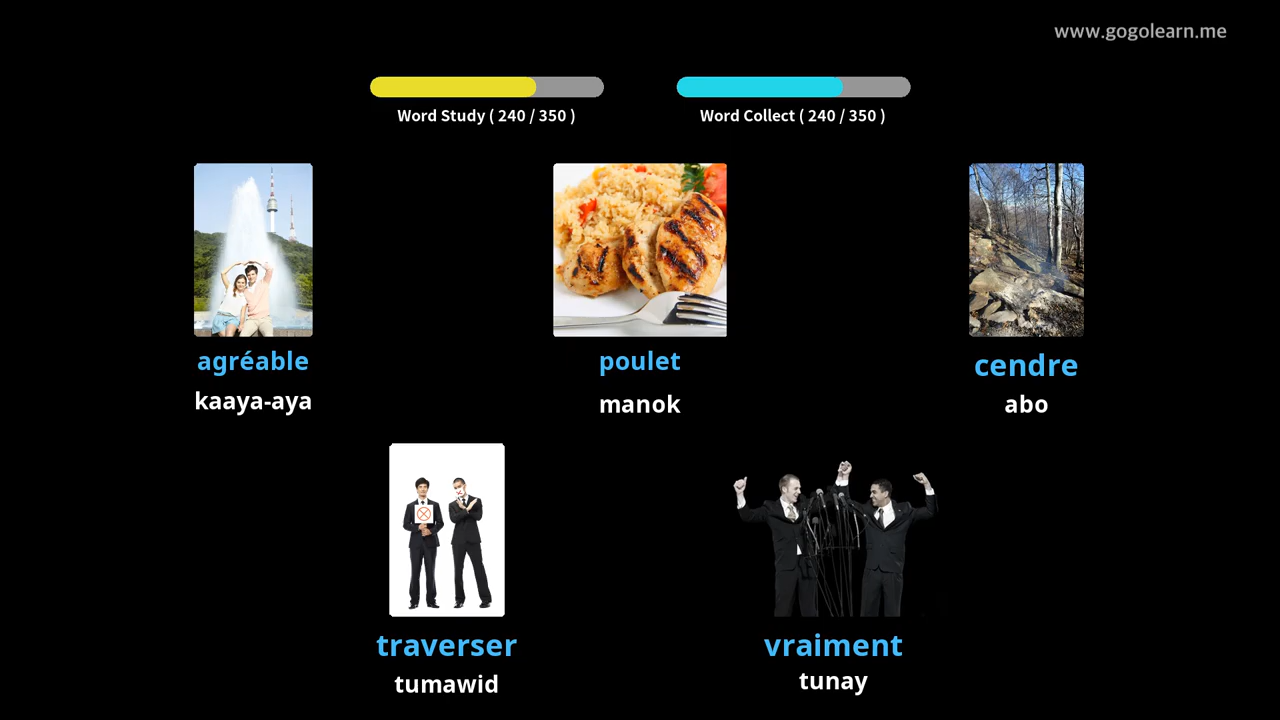 www.gogolearn.me
Word Study ( 240 / 350 )
Word Collect ( 240 / 350 )
agréable
poulet
cendre
kaaya-aya
manok
abo
traverser
vraiment
tumawid
tunay